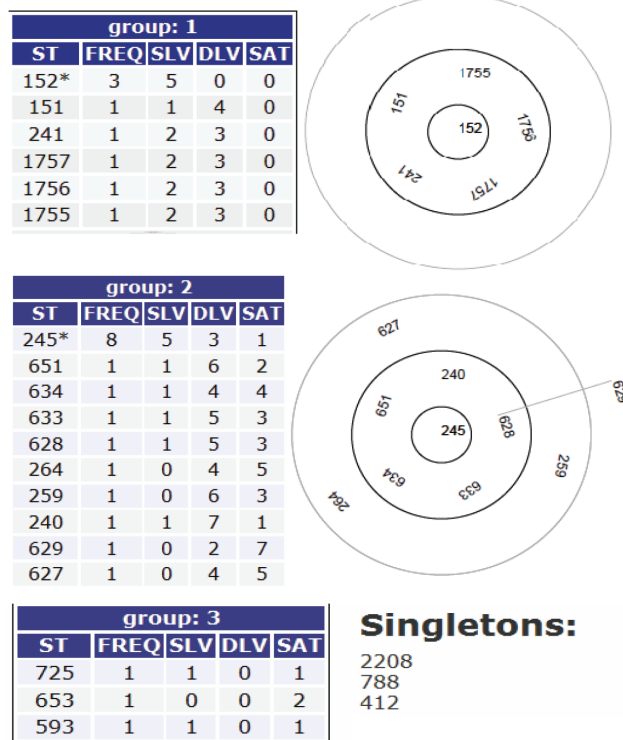 group: 1
ST FREQ SLV DLV SAT
152* 3 5 0 0
151 1 1 4 0
241 1 2 3 0
1757 1 2 3 0
1756 1 2 3 0
1755 1 2 3 0
1755
151
152
1756
241
1757
group: 2
ST FREQ SLV DLV SAT
245* 8 5 3 1
651 1 1 6 2
634 1 1 4 4
633 1 1 5 3
628 1 1 5 3
264 1 0 4 5
259 1 0 6 3
240 1 1 7 1
629 1 0 2 7
627 1 0 4 5
627
240
629
651
245
628
259
634
633
264
group: 3
ST FREQ SLV DLV SAT
725 1 1 0 1
653 1 0 0 2
593 1 1 0 1
Singletons:
2208
788
412